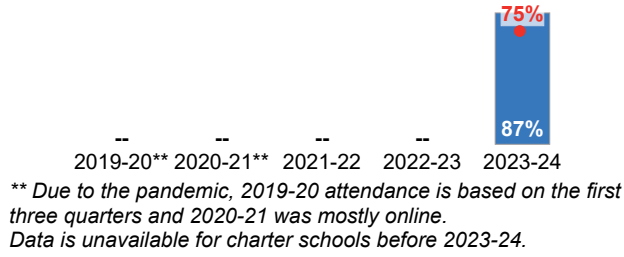 75%
87%
-- -- -- --
2019-20** 2020-21** 2021-22 2022-23 2023-24
** Due to the pandemic, 2019-20 attendance is based on the first
three quarters and 2020-21 was mostly online.
Data is unavailable for charter schools before 2023-24.